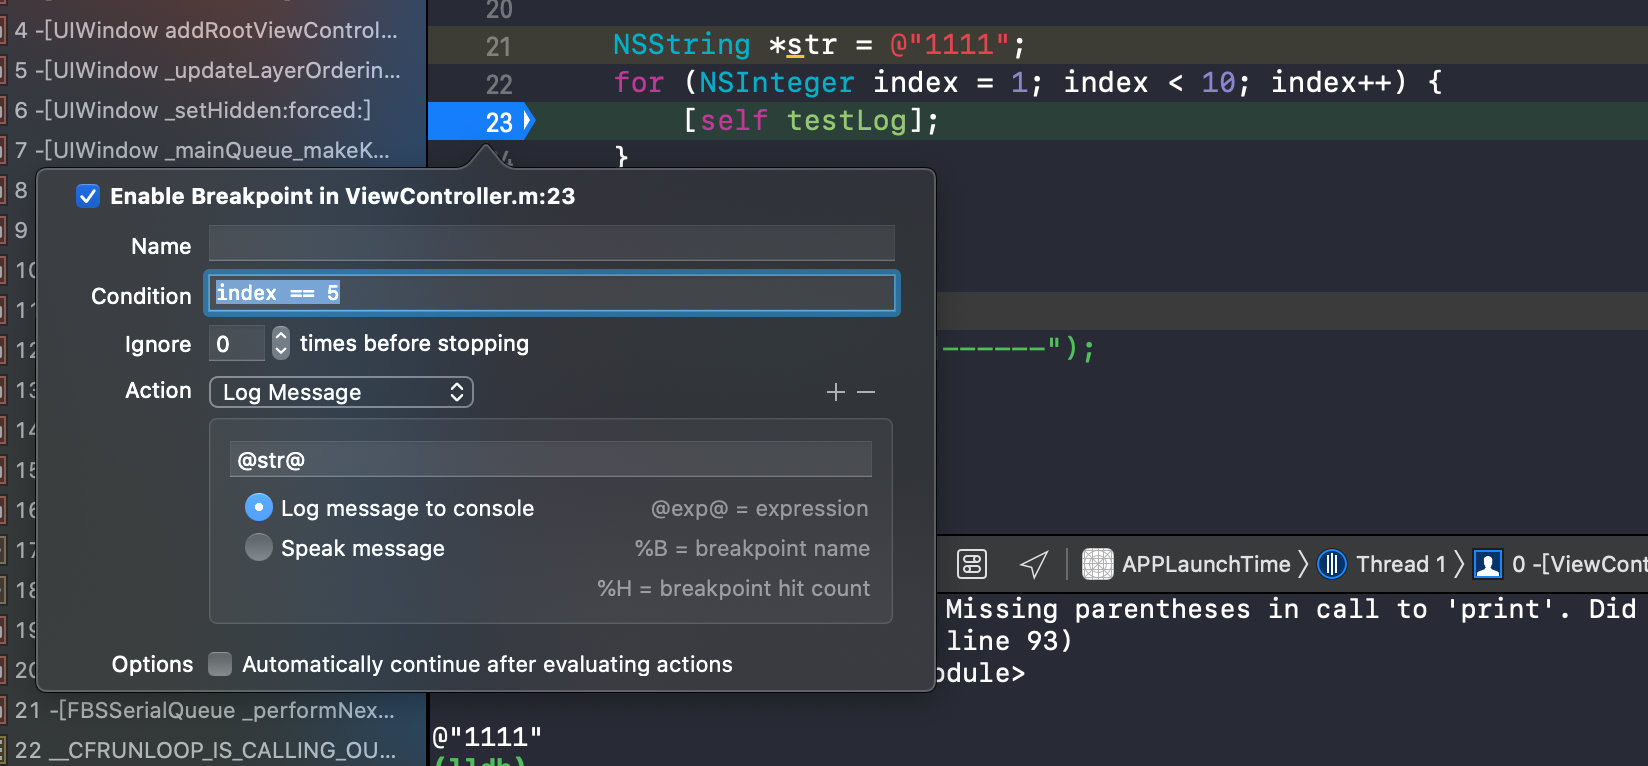 4 -[UIWindow addRootViewControl...
5 -[UIWindow _updateLayerOrderin...
6 -[UIWindow _setHidden:forced:]
7 -[UIWindow _mainQueue_makeK...
8
9
10
11
12
13
14
15
16
17
18
19
20
21 -[FBSSerialQueue _performNex...
22 __CFRUNLOOP_IS_CALLING_OU...
20
21 NSString *str = @"1111";
22 for (NSInteger index = 1; index < 10; index++) {
23 [self testLog];
}
------");
Enable Breakpoint in ViewController.m:23
Name
Condition index == 5
Ignore 0 times before stopping
Action Log Message + −
@str@
Log message to console @exp@ = expression
Speak message %B = breakpoint name
%H = breakpoint hit count
Options Automatically continue after evaluating actions
APPLaunchTime 〉 Thread 1 〉 0 -[ViewCont
Missing parentheses in call to 'print'. Did
line 93)
odule>
@"1111"
(lldb)